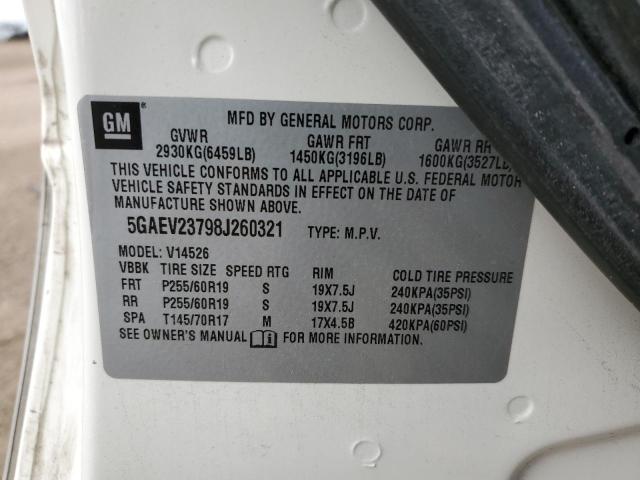 GM ® MFD BY GENERAL MOTORS CORP.
GVWR GAWR FRT GAWR RR
2930KG(6459LB) 1450KG(3196LB) 1600KG(3527LB)
THIS VEHICLE CONFORMS TO ALL APPLICABLE U.S. FEDERAL MOTOR
VEHICLE SAFETY STANDARDS IN EFFECT ON THE DATE OF
MANUFACTURE SHOWN ABOVE.
5GAEV23798J260321 TYPE: M.P.V.
MODEL: V14526
VBBK TIRE SIZE SPEED RTG RIM COLD TIRE PRESSURE
FRT P255/60R19 S 19X7.5J 240KPA(35PSI)
RR P255/60R19 S 19X7.5J 240KPA(35PSI)
SPA T145/70R17 M 17X4.5B 420KPA(60PSI)
SEE OWNER'S MANUAL FOR MORE INFORMATION.